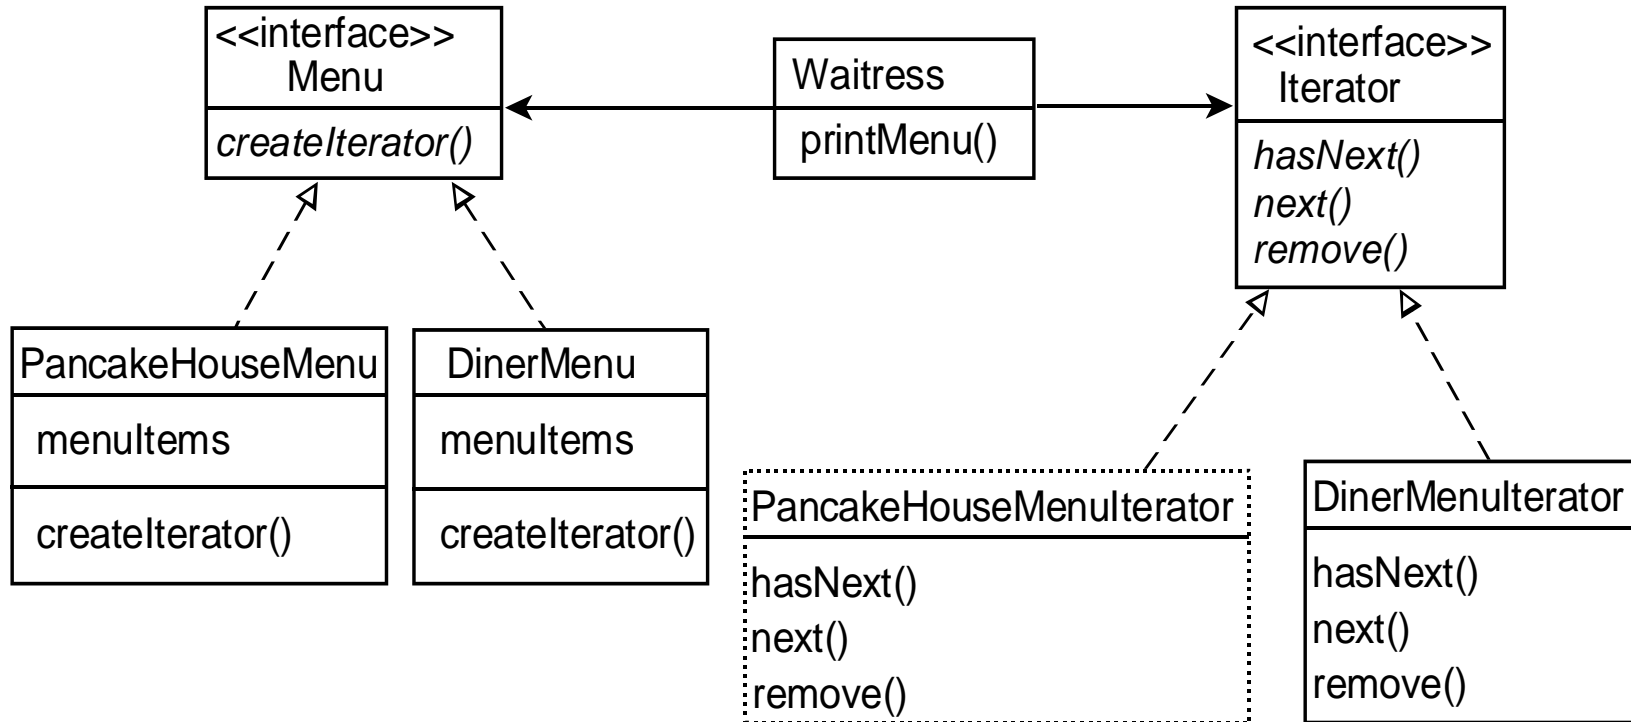 <<interface>>
Menu
createIterator()
Waitress
printMenu()
<<interface>>
Iterator
hasNext()
next()
remove()
PancakeHouseMenu
menuItems
createIterator()
DinerMenu
menuItems
createIterator()
PancakeHouseMenuIterator
hasNext()
next()
remove()
DinerMenuIterator
hasNext()
next()
remove()